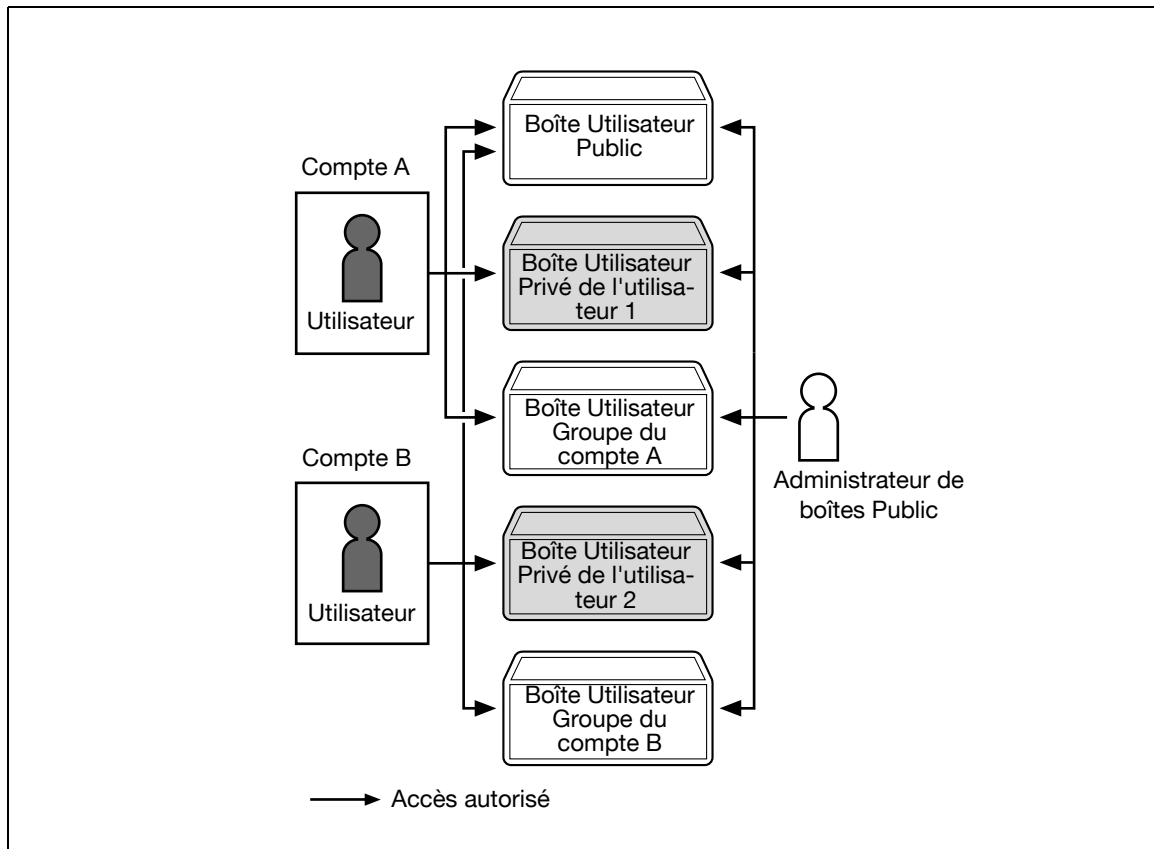 Boîte Utilisateur
Public
Compte A
Utilisateur
Boîte Utilisateur
Privé de l'utilisa-
teur 1
Boîte Utilisateur
Groupe du
compte A
Compte B
Utilisateur
Boîte Utilisateur
Privé de l'utilisa-
teur 2
Boîte Utilisateur
Groupe du
compte B
Administrateur de
boîtes Public
Accès autorisé